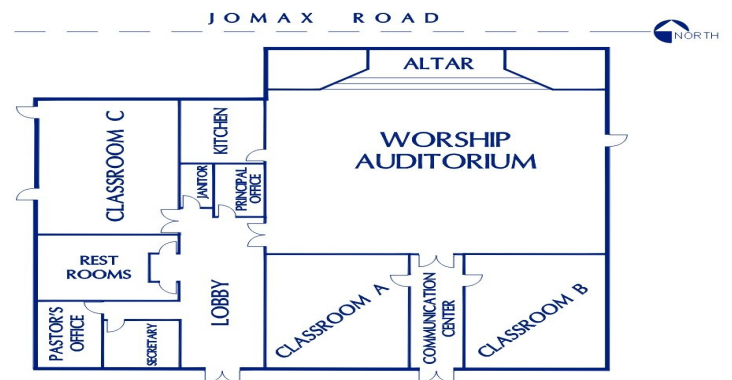 JOMAX ROAD
NORTH
ALTAR
WORSHIP
AUDITORIUM
CLASSROOM C
KITCHEN
JANITOR
PRINCIPAL
OFFICE
REST
ROOMS
LOBBY
PASTOR'S
OFFICE
SECRETARY
CLASSROOM A
COMMUNICATION
CENTER
CLASSROOM B